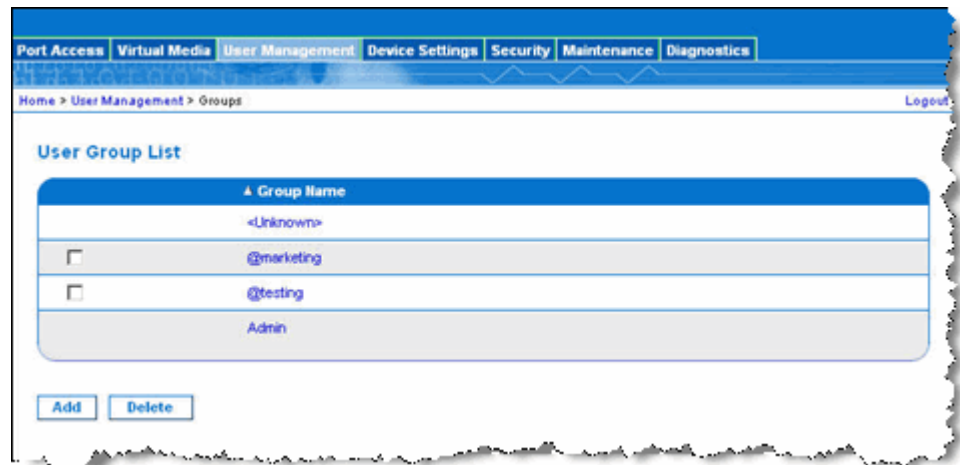 Port Access Virtual Media User Management Device Settings Security Maintenance Diagnostics
Home > User Management > Groups Logout
User Group List
▲ Group Name
<Unknown>
@marketing
@testing
Admin
Add Delete